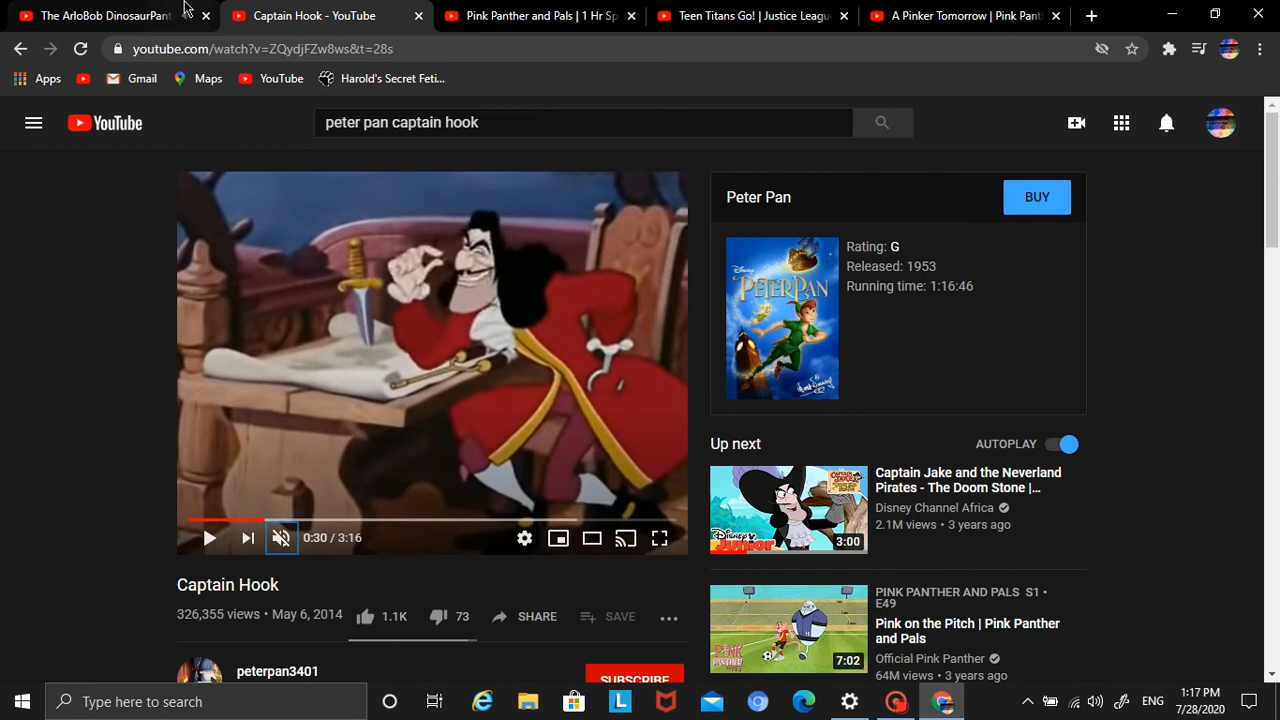 The ArloBob DinosaurPant
Captain Hook - YouTube
Pink Panther and Pals | 1 Hr Sp
Teen Titans Go! | Justice Leag
A Pinker Tomorrow | Pink Pant
youtube.com/watch?v=ZQydjFZw8ws&t=28s
Apps
Gmail
Maps
YouTube
Harold's Secret Feti...
YouTube
peter pan captain hook
Peter Pan
BUY
Disney
PETER PAN
Rating: G
Released: 1953
Running time: 1:16:46
Up next
AUTOPLAY
Captain Jake and the Neverland
Pirates - The Doom Stone |...
Disney Channel Africa
2.1M views • 3 years ago
3:00
Disney Junior
PINK PANTHER AND PALS S1 •
E49
Pink on the Pitch | Pink Panther
and Pals
Official Pink Panther
64M views • 3 years ago
7:02
PINK PANTHER
0:30 / 3:16
Captain Hook
326,355 views • May 6, 2014
1.1K
73
SHARE
SAVE
peterpan3401
SUBSCRIBE
Type here to search
ENG
1:17 PM
7/28/2020